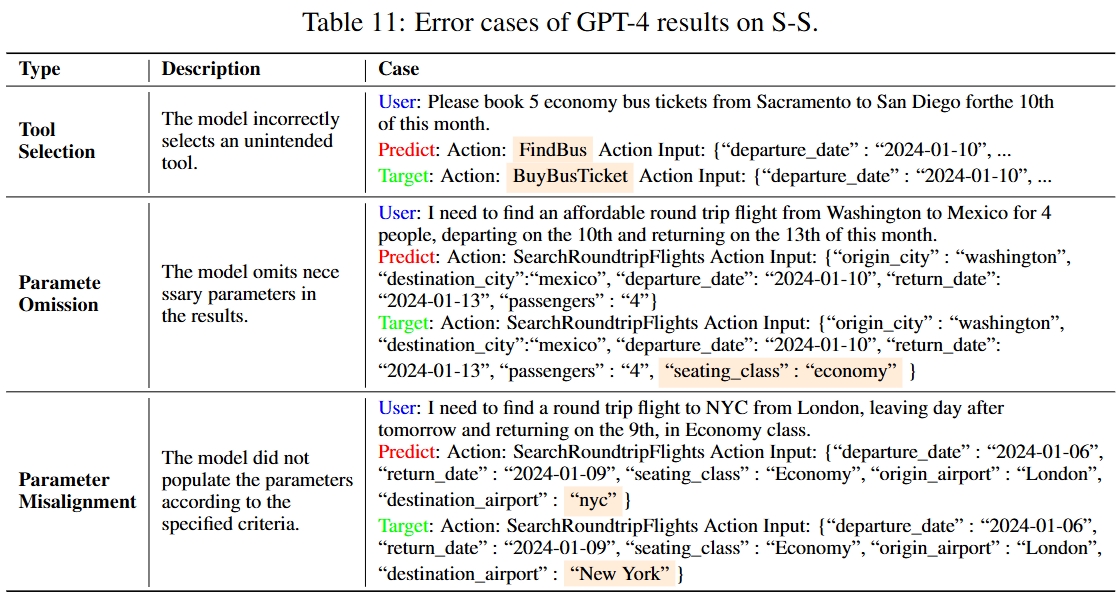 Table 11: Error cases of GPT-4 results on S-S.
Type Description Case
Tool
Selection
The model incorrectly
selects an unintended
tool.
User: Please book 5 economy bus tickets from Sacramento to San Diego forthe 10th
of this month.
Predict: Action: FindBus Action Input: {“departure_date” : “2024-01-10”, ...
Target: Action: BuyBusTicket Action Input: {“departure_date” : “2024-01-10”, ...
Paramete
Omission
The model omits nece
ssary parameters in
the results.
User: I need to find an affordable round trip flight from Washington to Mexico for 4
people, departing on the 10th and returning on the 13th of this month.
Predict: Action: SearchRoundtripFlights Action Input: {“origin_city” : “washington”,
“destination_city”:“mexico”, “departure_date”: “2024-01-10”, “return_date”:
“2024-01-13”, “passengers” : “4”}
Target: Action: SearchRoundtripFlights Action Input: {“origin_city” : “washington”,
“destination_city”:“mexico”, “departure_date”: “2024-01-10”, “return_date”:
“2024-01-13”, “passengers” : “4”, “seating_class” : “economy” }
Parameter
Misalignment
The model did not
populate the parameters
according to the
specified criteria.
User: I need to find a round trip flight to NYC from London, leaving day after
tomorrow and returning on the 9th, in Economy class.
Predict: Action: SearchRoundtripFlights Action Input: {“departure_date” : “2024-01-06”,
“return_date” : “2024-01-09”, “seating_class” : “Economy”, “origin_airport” : “London”,
“destination_airport” : “nyc” }
Target: Action: SearchRoundtripFlights Action Input: {“departure_date” : “2024-01-06”,
“return_date” : “2024-01-09”, “seating_class” : “Economy”, “origin_airport” : “London”,
“destination_airport” : “New York” }